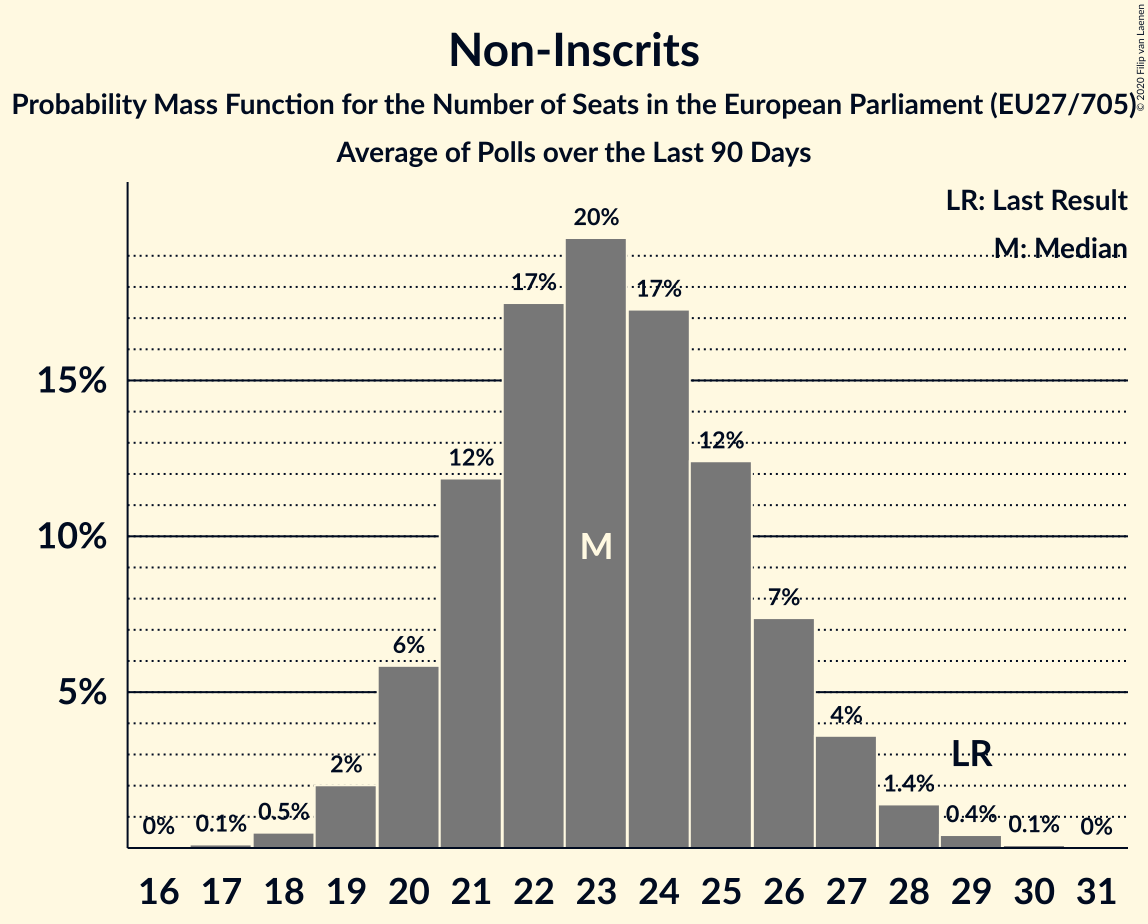 Non-Inscrits
Probability Mass Function for the Number of Seats in the European Parliament (EU27/705)
Average of Polls over the Last 90 Days
© 2020 Filip van Laenen
LR: Last Result
M: Median
20%
17%
17%
12%
12%
7%
6%
4%
2%
1.4%
0.5%
0.4%
0.1%
0.1%
0%
0%
LR
M
15%
10%
5%
16 17 18 19 20 21 22 23 24 25 26 27 28 29 30 31